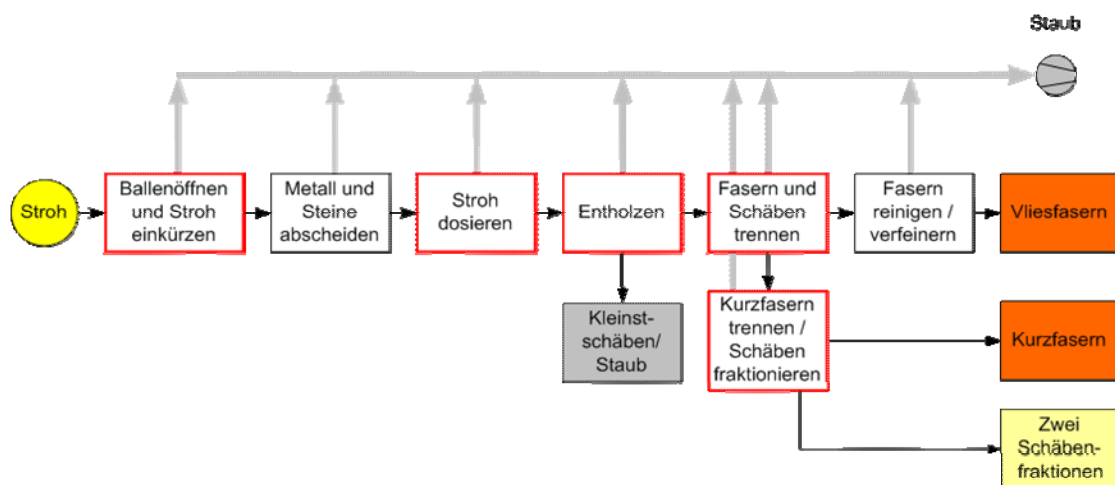 Staub
Stroh
Ballenöffnen
und Stroh
einkürzen
Metall und
Steine
abscheiden
Stroh
dosieren
Entholzen
Fasern und
Schäben
trennen
Fasern
reinigen /
verfeinern
Vliesfasern
Kleinst-
schäben/
Staub
Kurzfasern
trennen /
Schäben
fraktionieren
Kurzfasern
Zwei
Schäben-
fraktionen